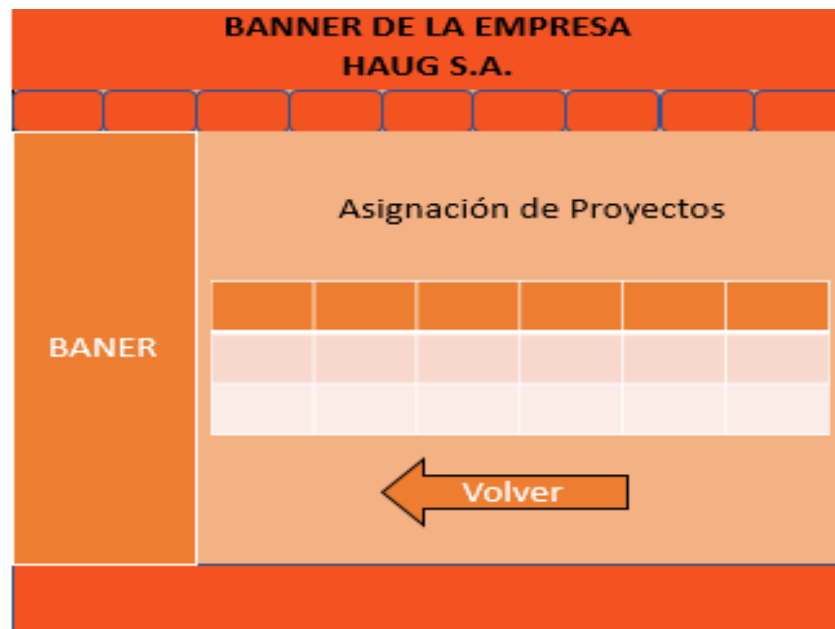 BANNER DE LA EMPRESA
HAUG S.A.
Asignación de Proyectos
BANER
Volver